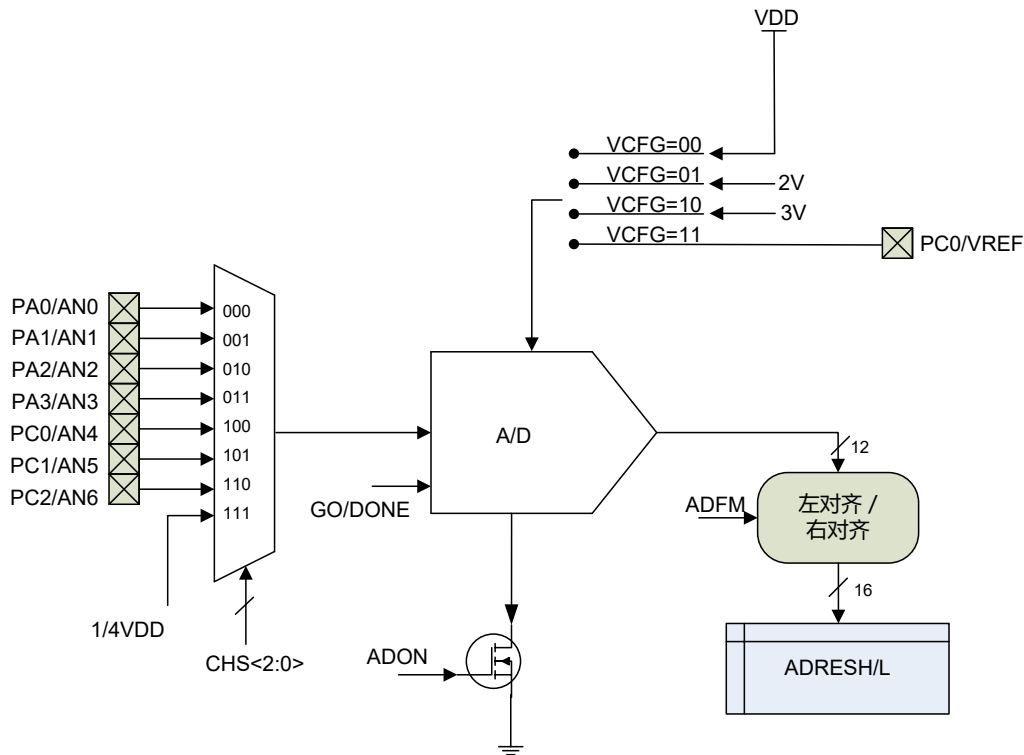 VDD
VCFG=00
VCFG=01
2V
VCFG=10
3V
VCFG=11
PC0/VREF
PA0/AN0
000
PA1/AN1
001
PA2/AN2
010
PA3/AN3
011
PC0/AN4
100
PC1/AN5
101
PC2/AN6
110
111
1/4VDD
CHS<2:0>
A/D
GO/DONE
ADON
12
ADFM
左对齐 /
右对齐
16
ADRESH/L